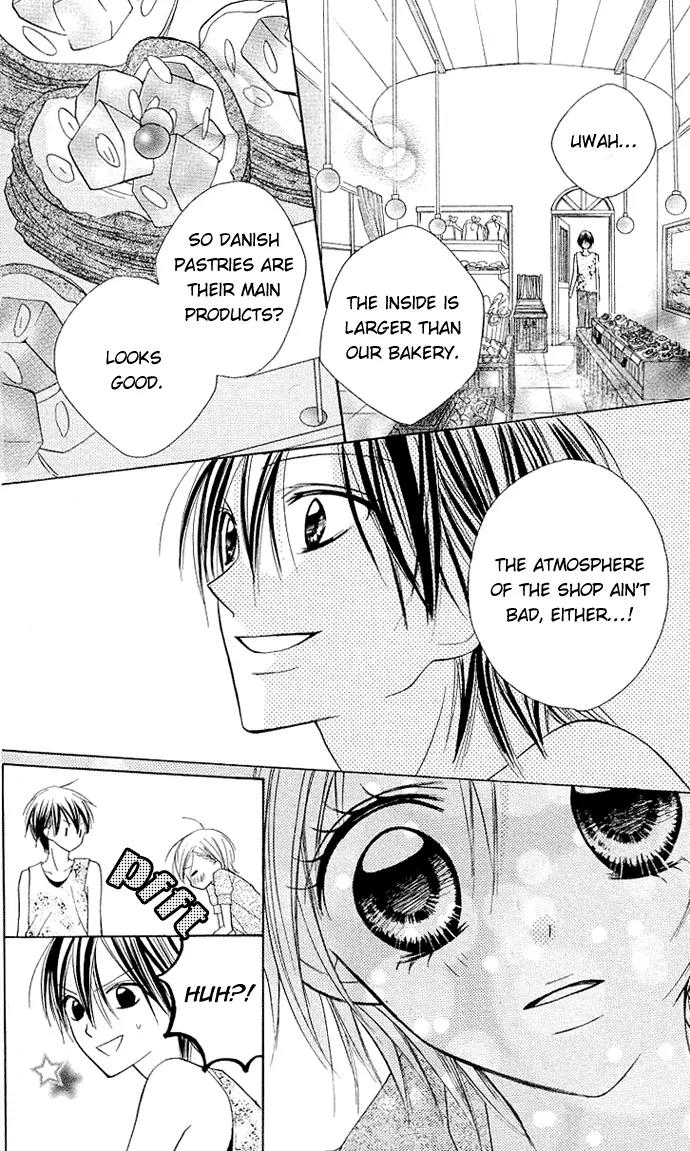 UWAH...
THE INSIDE IS
LARGER THAN
OUR BAKERY.
SO DANISH
PASTRIES ARE
THEIR MAIN
PRODUCTS?
LOOKS
GOOD.
THE ATMOSPHERE
OF THE SHOP AIN'T
BAD, EITHER...!
pfft
HUH?!